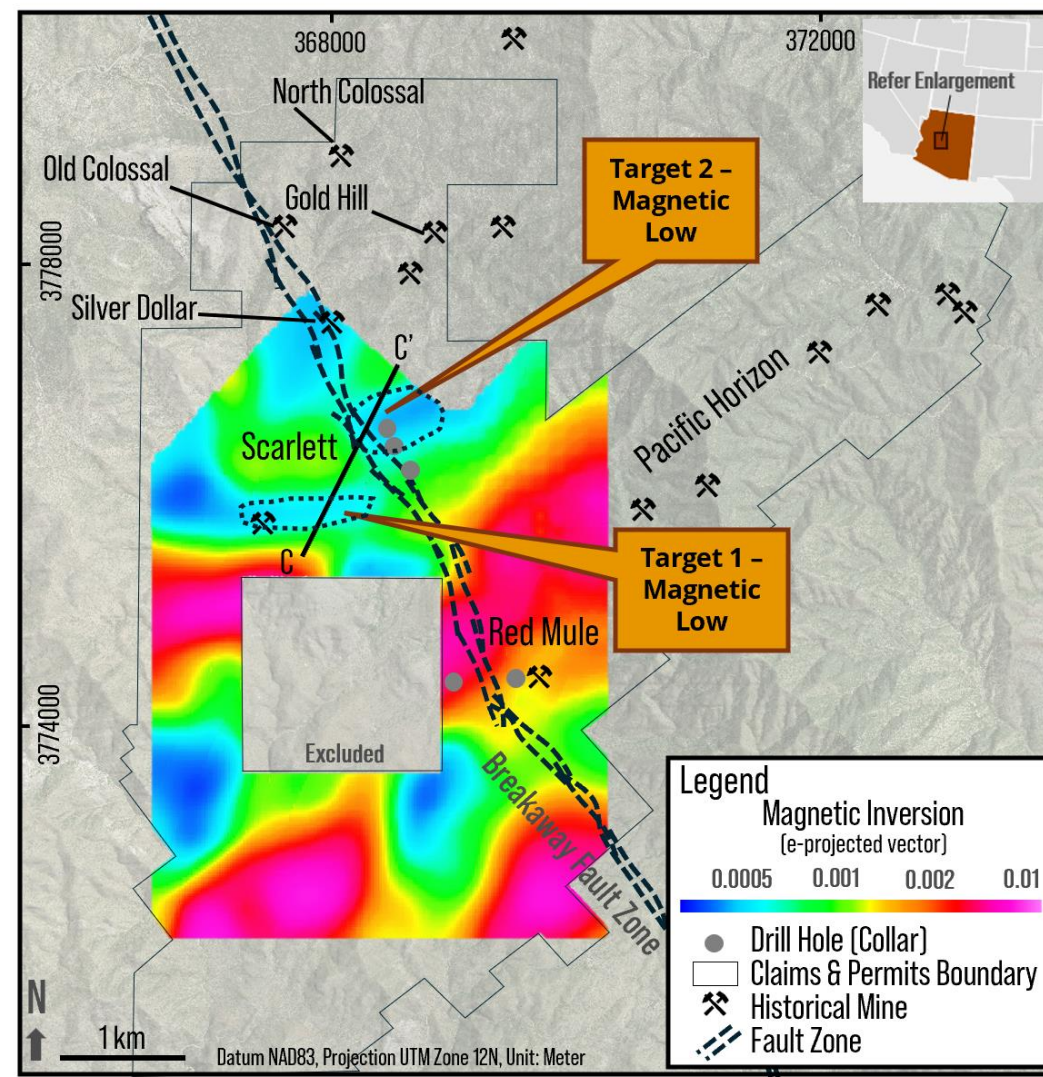 368000
372000
Refer Enlargement
North Colossal
Target 2 –
Magnetic
Low
Old Colossal
Gold Hill
3778000
Silver Dollar
C'
Scarlett
Pacific Horizon
C
Target 1 –
Magnetic
Low
Red Mule
3774000
Excluded
Breakaway Fault Zone
Legend
Magnetic Inversion
(e-projected vector)
0.0005 0.001 0.002 0.01
Drill Hole (Collar)
Claims & Permits Boundary
Historical Mine
Fault Zone
N
1 km
Datum NAD83, Projection UTM Zone 12N, Unit: Meter